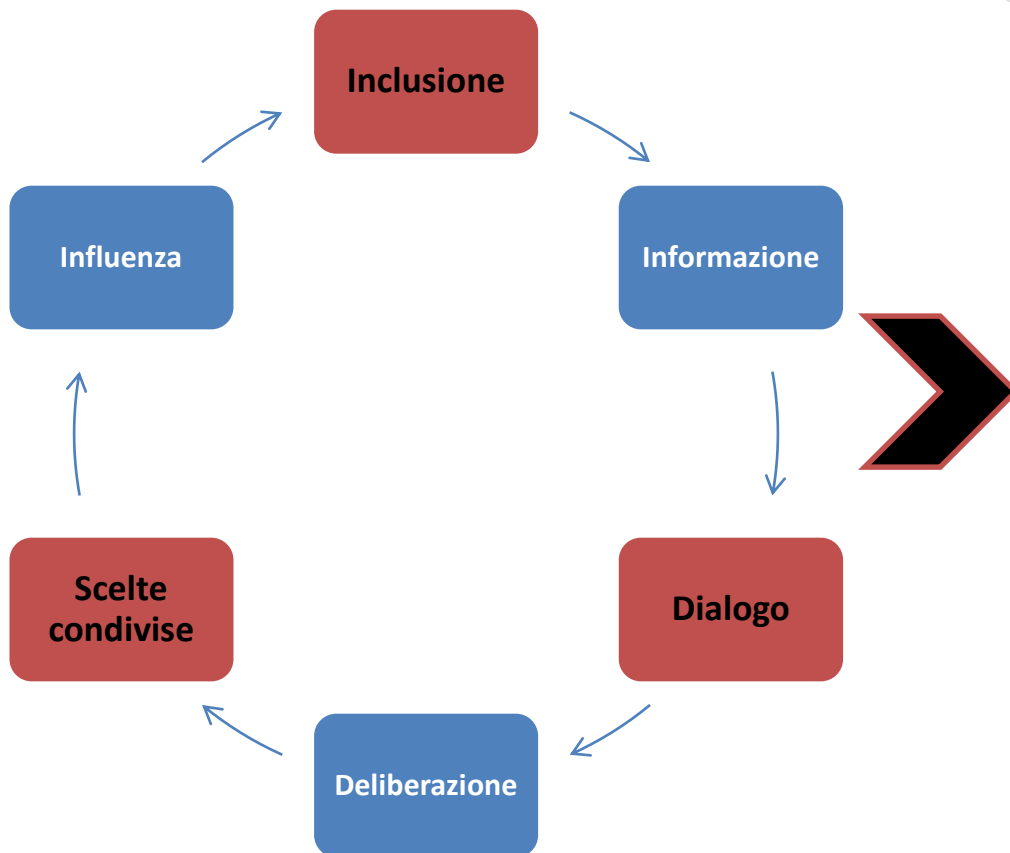 Inclusione
Informazione
Dialogo
Deliberazione
Scelte
condivise
Influenza